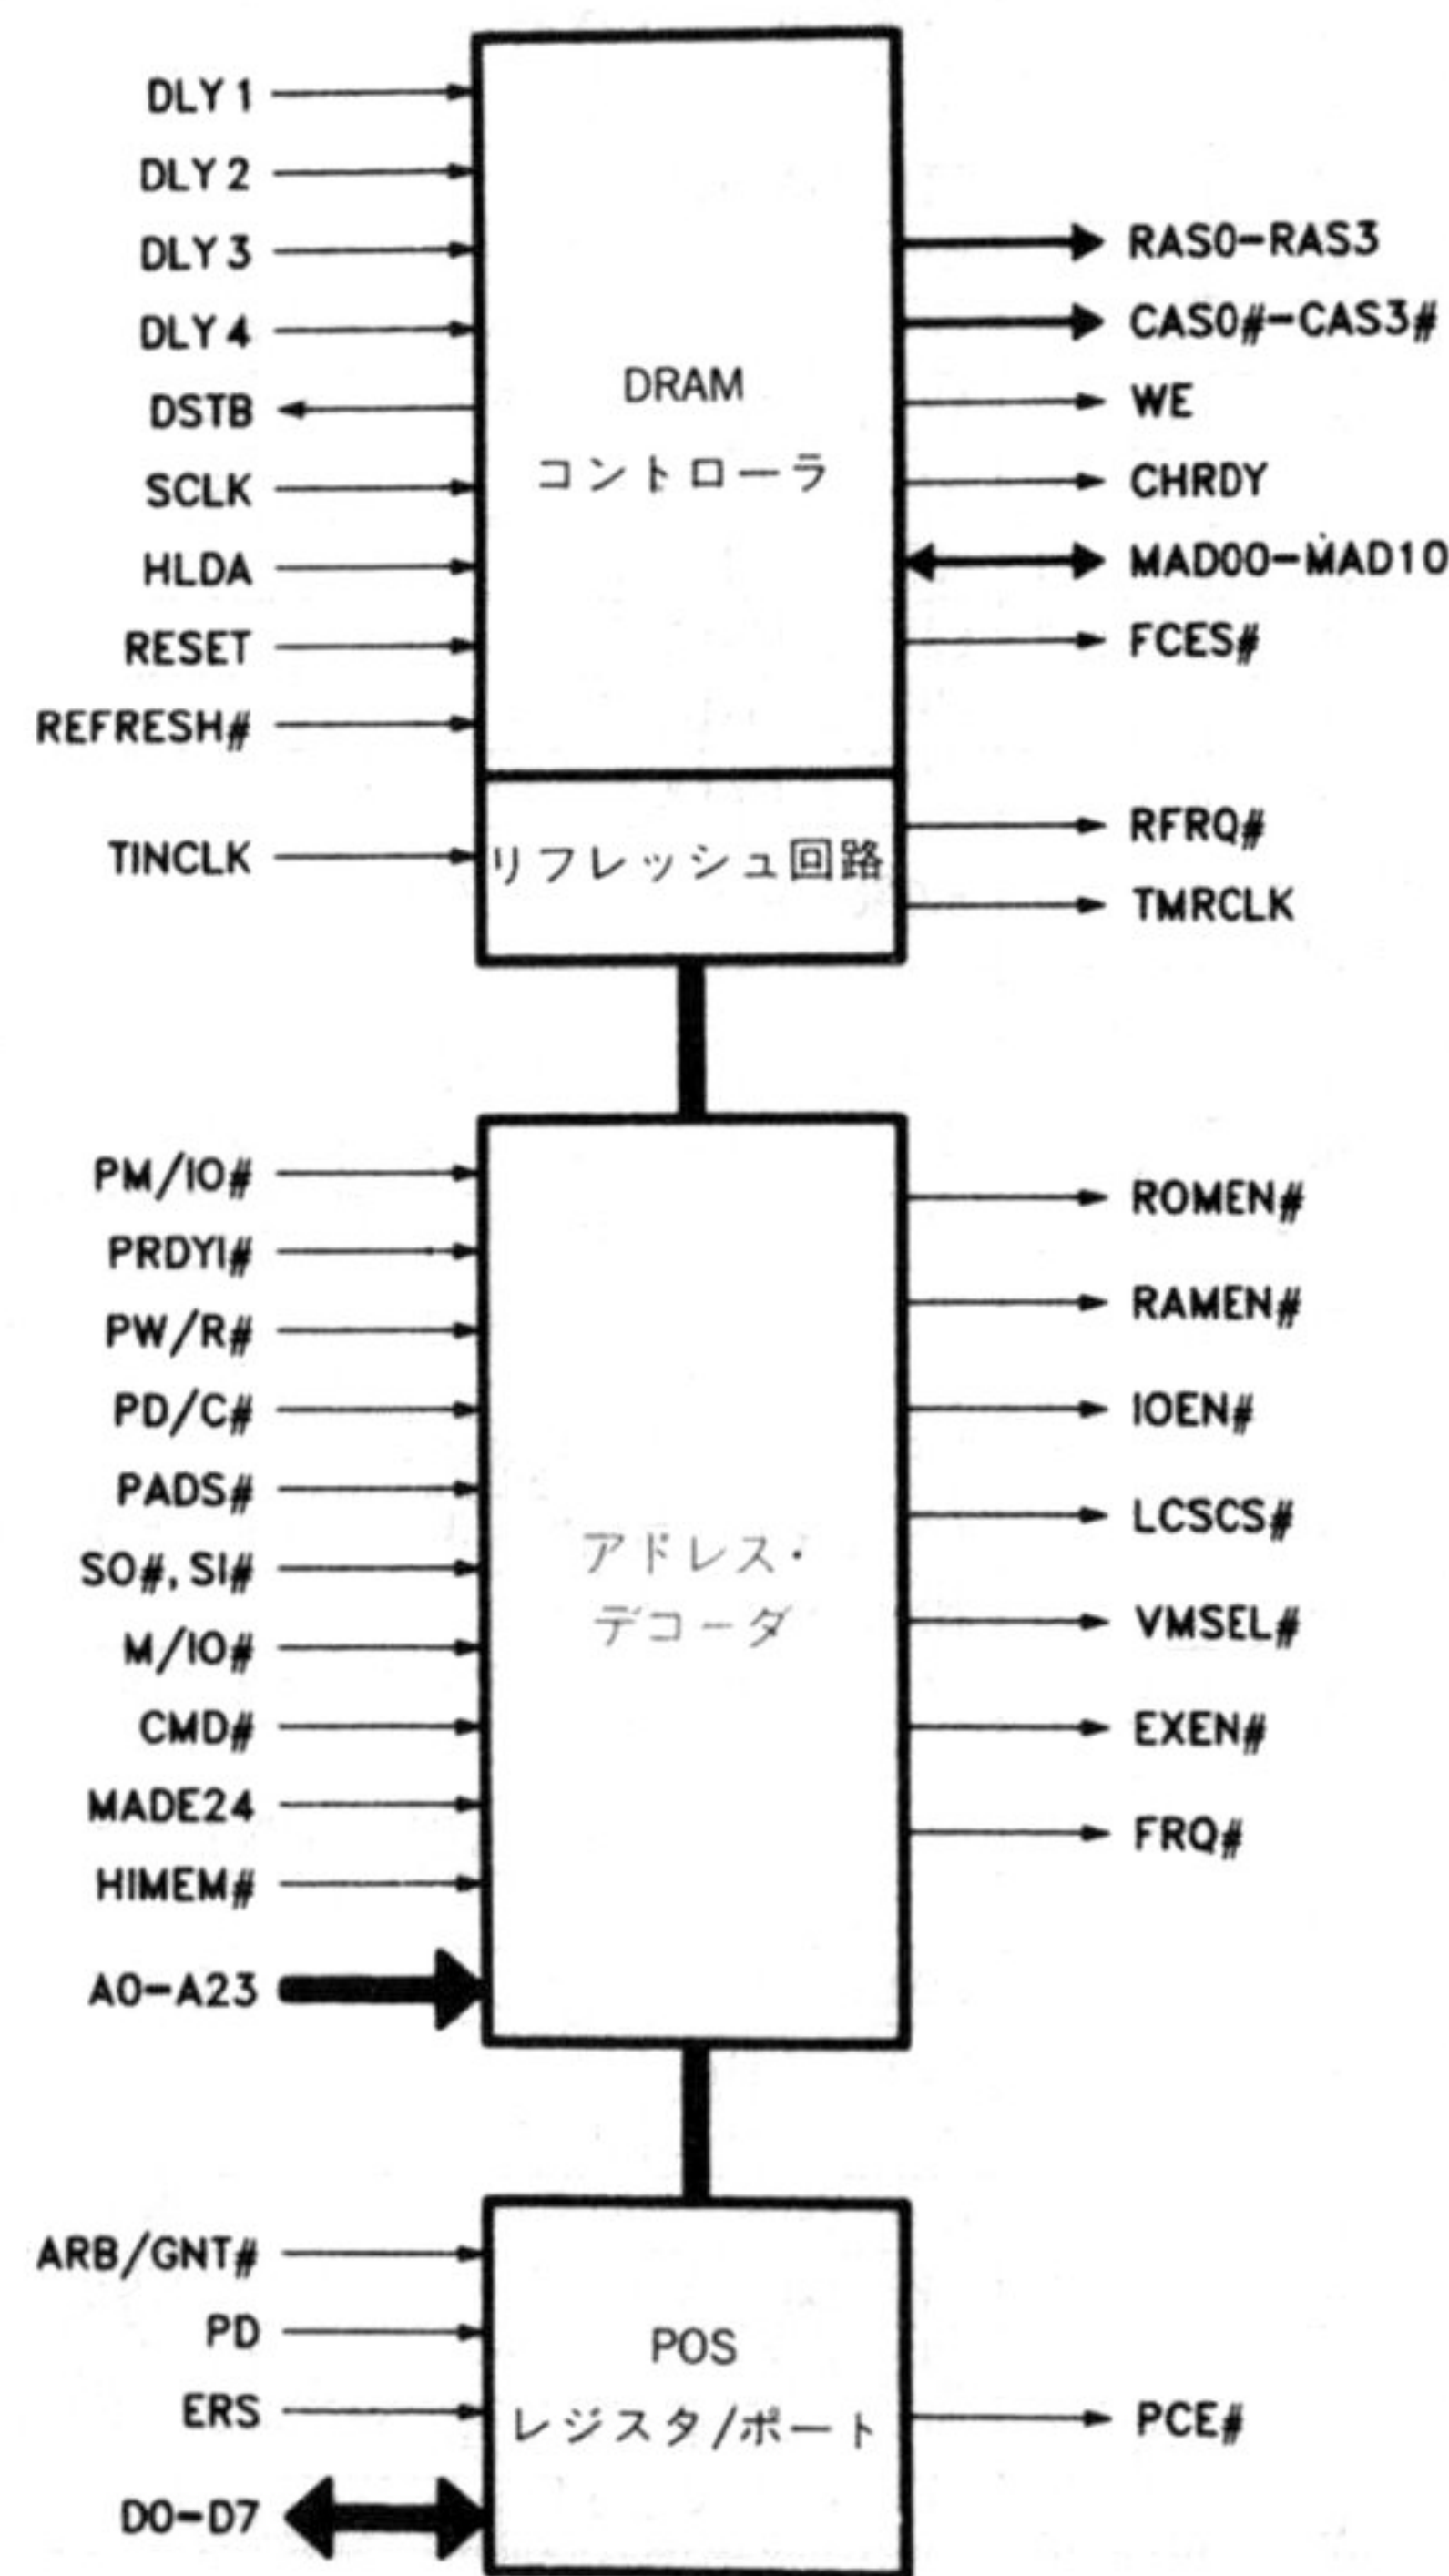 DLY1
DLY2
DLY3
DLY4
DSTB
SCLK
HLDA
RESET
REFRESH#
TINCLK
DRAM
コントローラ
リフレッシュ回路
RAS0-RAS3
CAS0#-CAS3#
WE
CHRDY
MAD00-MAD10
FCES#
RFRQ#
TMRCLK
PM/IO#
PRDYI#
PW/R#
PD/C#
PADS#
SO#, SI#
M/IO#
CMD#
MADE24
HIMEM#
A0-A23
アドレス・
デコーダ
ROMEN#
RAMEN#
IOEN#
LCSCS#
VMSEL#
EXEN#
FRQ#
ARB/GNT#
PD
ERS
D0-D7
POS
レジスタ/ポート
PCE#